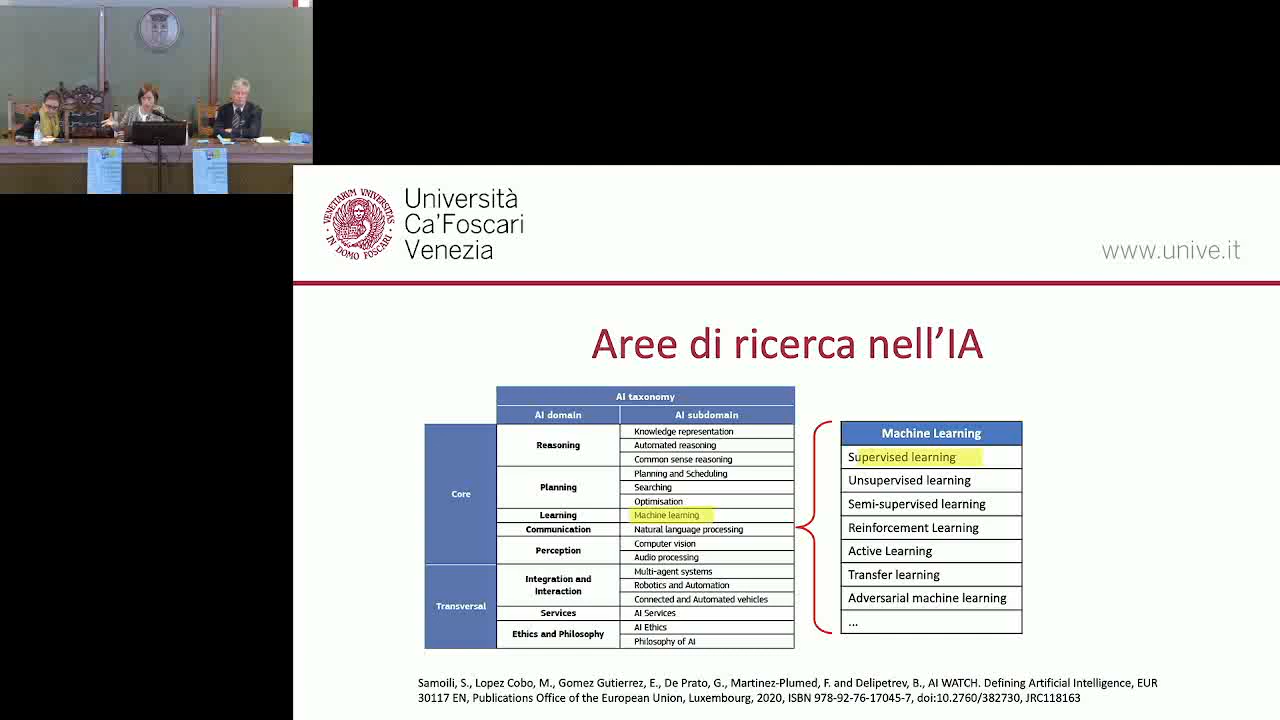 VENETIARVM VNIVERSITAS
IN DOMO FOSCARI
Università
Ca'Foscari
Venezia
www.unive.it
Aree di ricerca nell'IA
AI taxonomy
AI domain AI subdomain
Core
Reasoning
Knowledge representation
Automated reasoning
Common sense reasoning
Planning
Planning and Scheduling
Searching
Optimisation
Learning
Machine learning
Communication
Natural language processing
Perception
Computer vision
Audio processing
Transversal
Integration and
Interaction
Multi-agent systems
Robotics and Automation
Connected and Automated vehicles
Services
AI Services
Ethics and Philosophy
AI Ethics
Philosophy of AI
Machine Learning
Supervised learning
Unsupervised learning
Semi-supervised learning
Reinforcement Learning
Active Learning
Transfer learning
Adversarial machine learning
...
Samoili, S., Lopez Cobo, M., Gomez Gutierrez, E., De Prato, G., Martinez-Plumed, F. and Delipetrev, B., AI WATCH. Defining Artificial Intelligence, EUR
30117 EN, Publications Office of the European Union, Luxembourg, 2020, ISBN 978-92-76-17045-7, doi:10.2760/382730, JRC118163